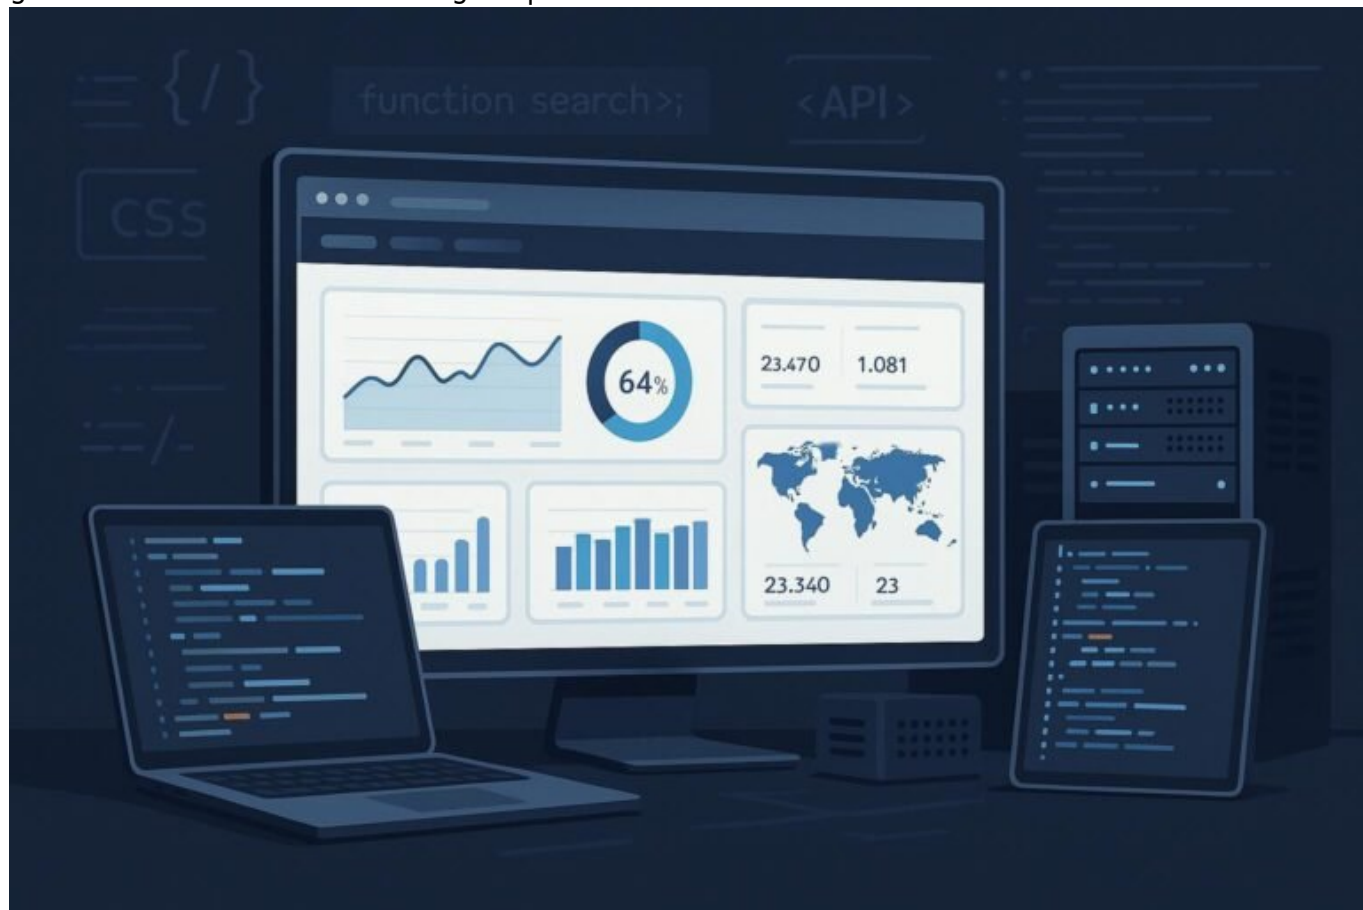 {/}
function search>;
<API>
CSS
64%
23.470 1.081
23.340 23